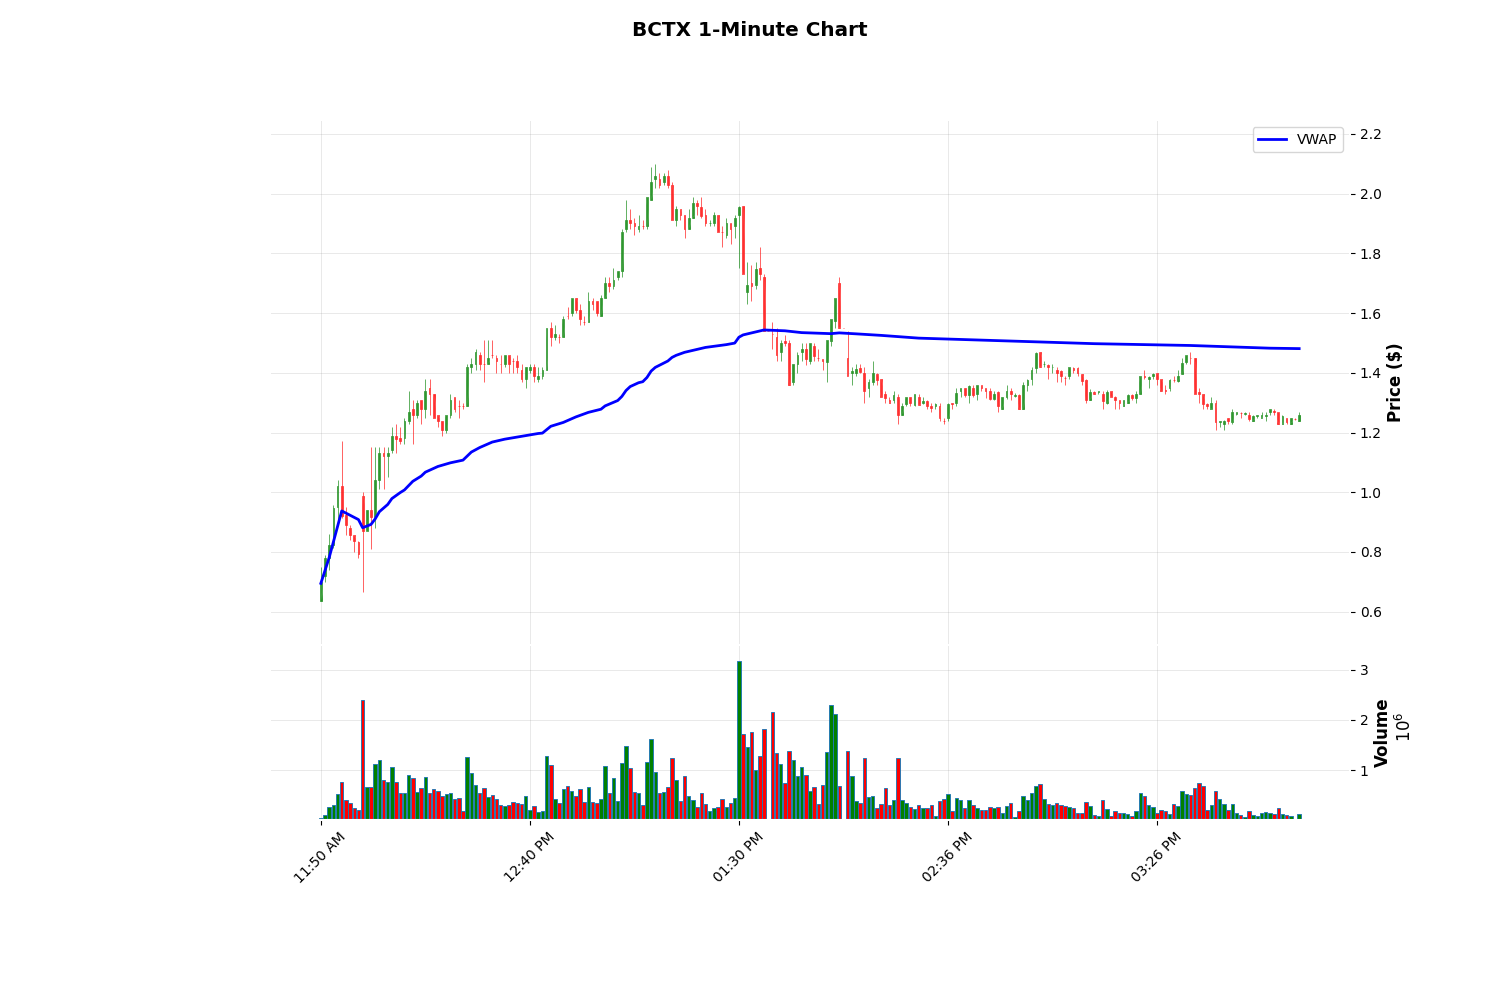 BCTX 1-Minute Chart
VWAP
2.2
2.0
1.8
1.6
1.4
1.2
1.0
0.8
0.6
Price ($)
3
2
1
Volume
10^6
11:50 AM
12:40 PM
01:30 PM
02:36 PM
03:26 PM